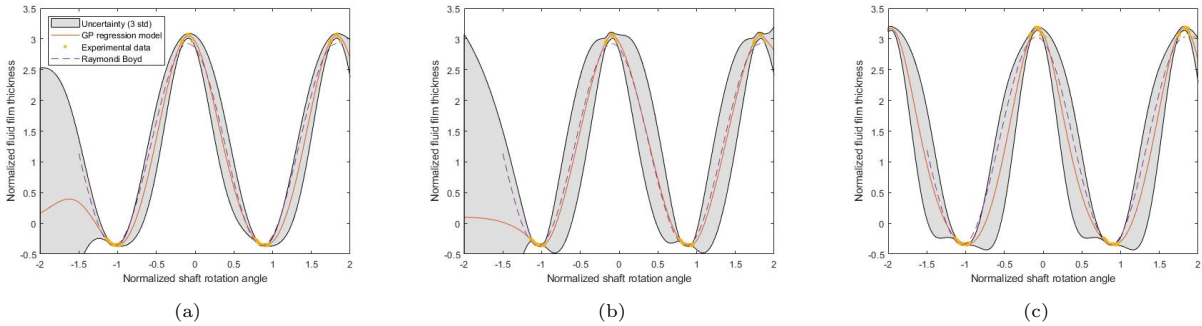 Uncertainty (3 std)
GP regression model
Experimental data
Raymondi Boyd
Normalized fluid film thickness
3.5
3
2.5
2
1.5
1
0.5
0
-0.5
-2 -1.5 -1 -0.5 0 0.5 1 1.5 2
Normalized shaft rotation angle
(a)
Normalized fluid film thickness
3.5
3
2.5
2
1.5
1
0.5
0
-0.5
-2 -1.5 -1 -0.5 0 0.5 1 1.5 2
Normalized shaft rotation angle
(b)
Normalized fluid film thickness
3.5
3
2.5
2
1.5
1
0.5
0
-0.5
-2 -1.5 -1 -0.5 0 0.5 1 1.5 2
Normalized shaft rotation angle
(c)